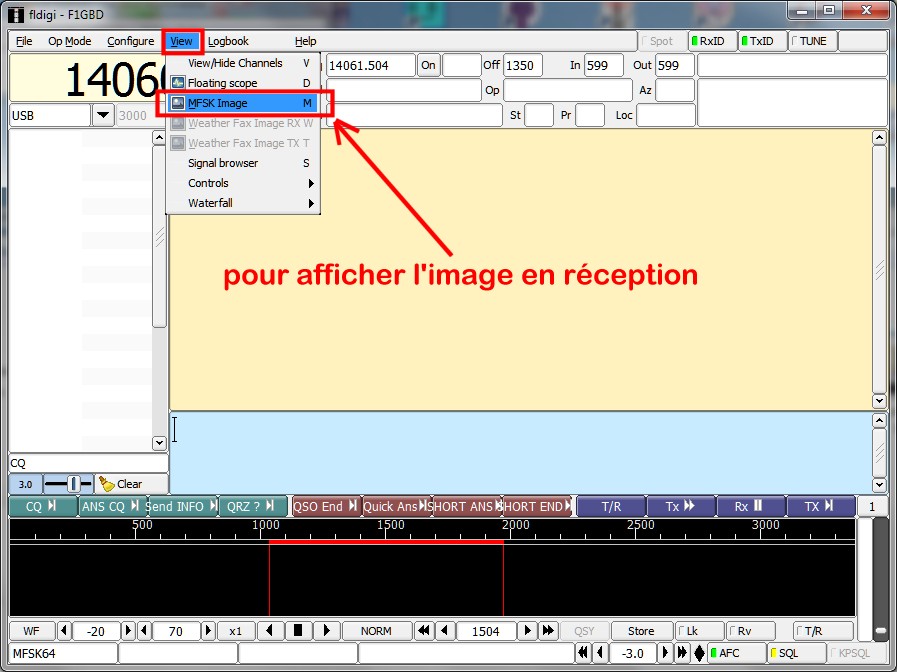 fldigi - F1GBD
File Op Mode Configure View Logbook Help Spot RxID TxID TUNE
14060
14061.504 On Off 1350 In 599 Out 599
Op Az
USB 3000 St Pr Loc
View/Hide Channels V
Floating scope D
MFSK Image M
Weather Fax Image RX W
Weather Fax Image TX T
Signal browser S
Controls
Waterfall
pour afficher l'image en réception
CQ
3.0 Clear
CQ ANS CQ Send INFO QRZ ? QSO End Quick Ans SHORT ANS SHORT END T/R Tx Rx TX 1
500 1000 1500 2000 2500 3000
WF -20 70 x1 NORM 1504 QSY Store Lk Rv T/R
MFSK64 -3.0 AFC SQL KPSQL